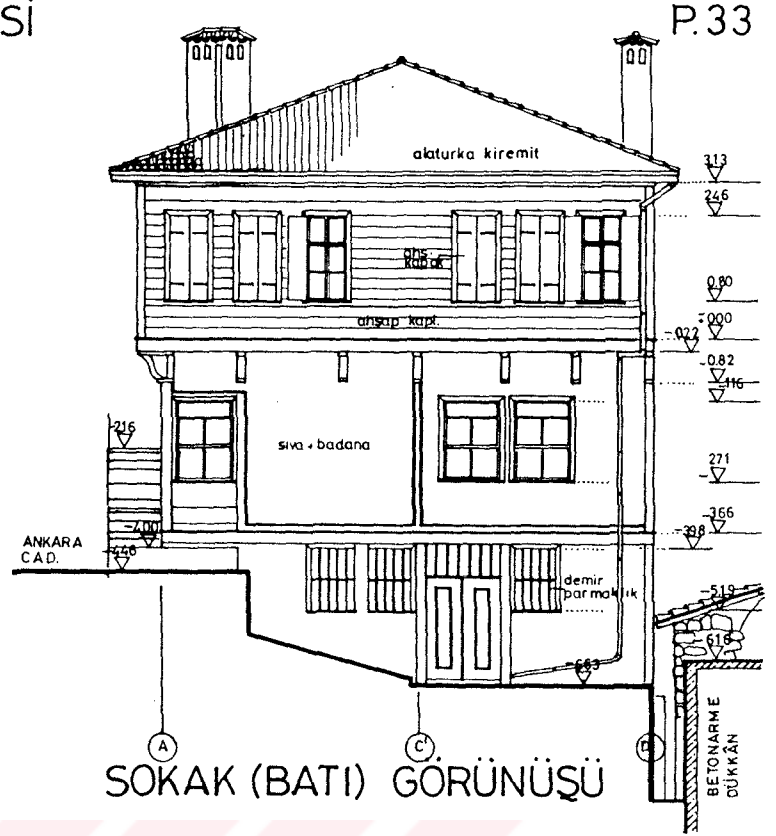 Sİ
P.33
alaturka kiremit
313
246
ahş.
kapak
0.80
ahşap kapl.
+000
-022
-0.82
-116
-216
sıva + badana
271
-366
-400
-398
ANKARA
CAD.
-446
demir
parmaklık
-519
-616
-663
BETONARME
DÜKKÂN
A
C'
D
SOKAK (BATI) GÖRÜNÜŞÜ